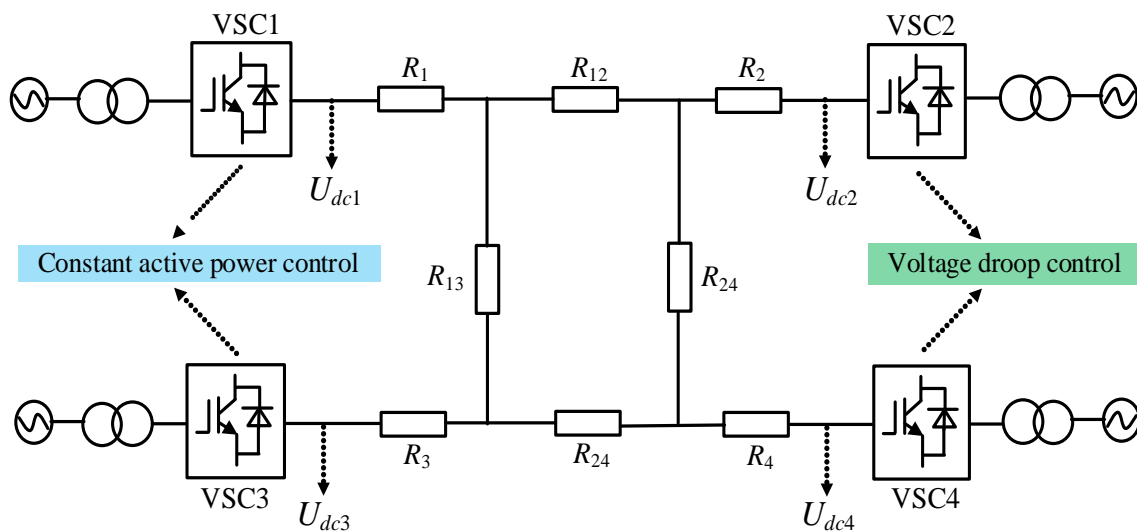 VSC1
VSC2
R1
R12
R2
Udc1
Udc2
Constant active power control
R13
R24
Voltage droop control
R3
R24
R4
VSC3
Udc3
Udc4
VSC4